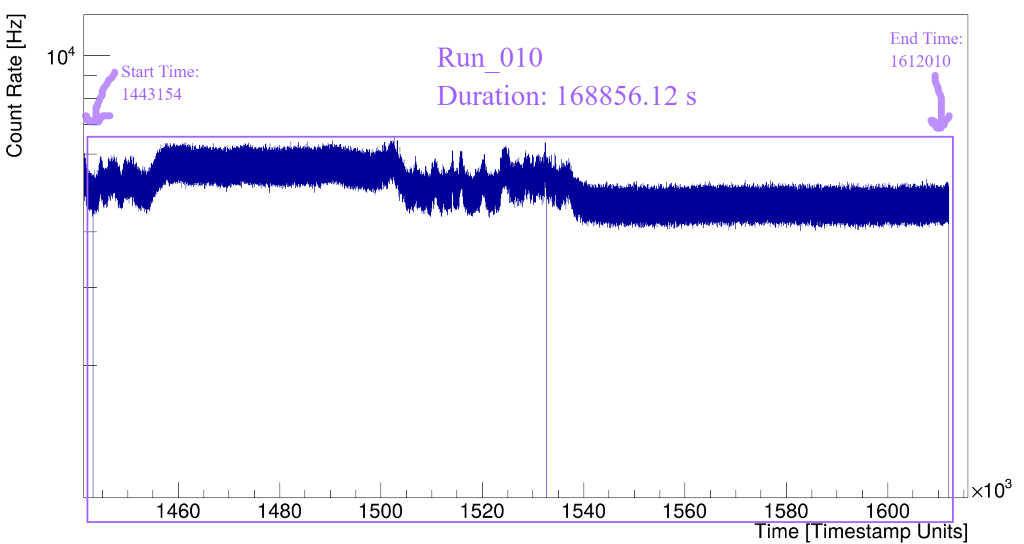 Count Rate [Hz]
10⁴
Start Time:
1443154
Run_010
Duration: 168856.12 s
End Time:
1612010
1460 1480 1500 1520 1540 1560 1580 1600 ×10³
Time [Timestamp Units]